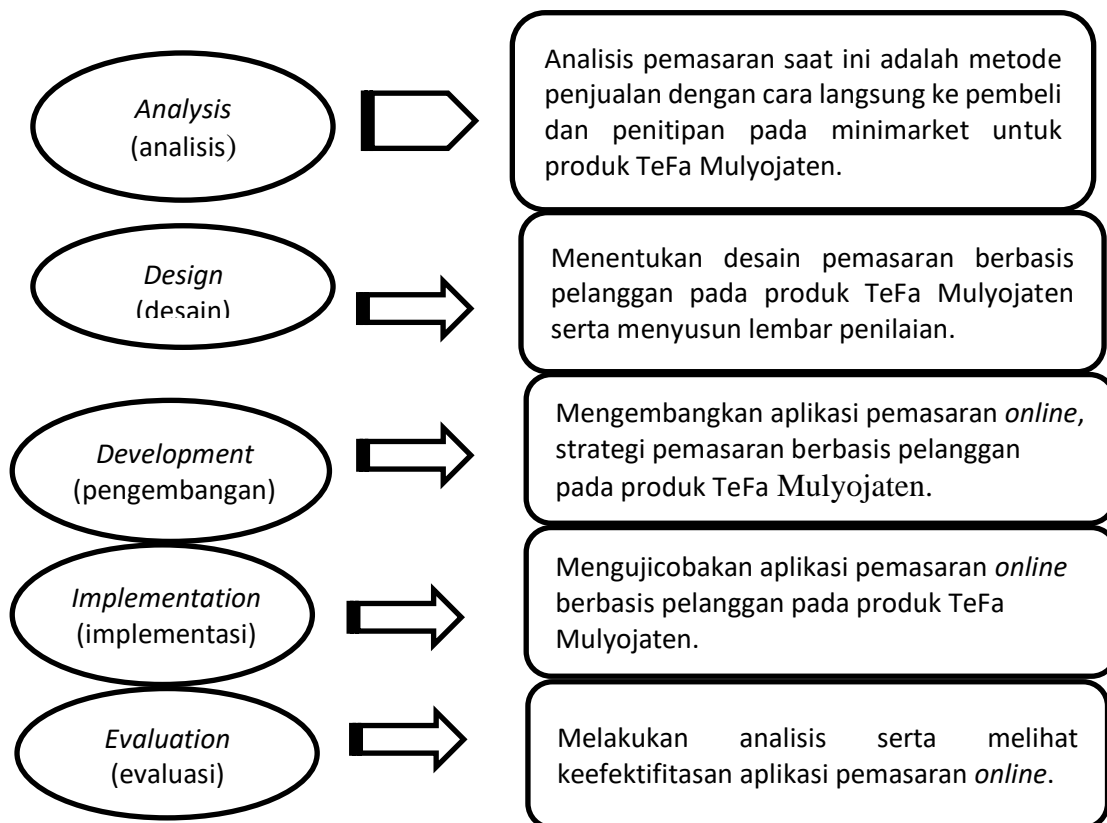 Analysis
(analisis)
Analisis pemasaran saat ini adalah metode
penjualan dengan cara langsung ke pembeli
dan penitipan pada minimarket untuk
produk TeFa Mulyojaten.
Design
(desain)
Menentukan desain pemasaran berbasis
pelanggan pada produk TeFa Mulyojaten
serta menyusun lembar penilaian.
Development
(pengembangan)
Mengembangkan aplikasi pemasaran online,
strategi pemasaran berbasis pelanggan
pada produk TeFa Mulyojaten.
Implementation
(implementasi)
Mengujicobakan aplikasi pemasaran online
berbasis pelanggan pada produk TeFa
Mulyojaten.
Evaluation
(evaluasi)
Melakukan analisis serta melihat
keefektifitasan aplikasi pemasaran online.